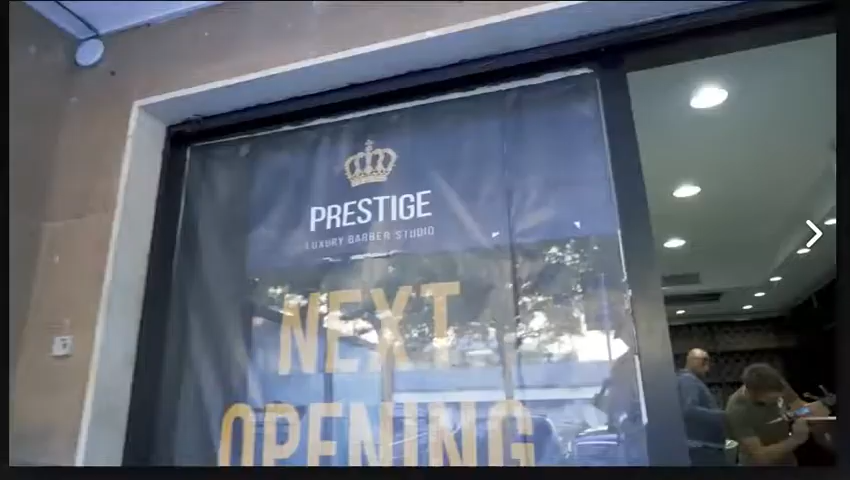 PRESTIGE
LUXURY BARBER STUDIO
NEXT
OPENING